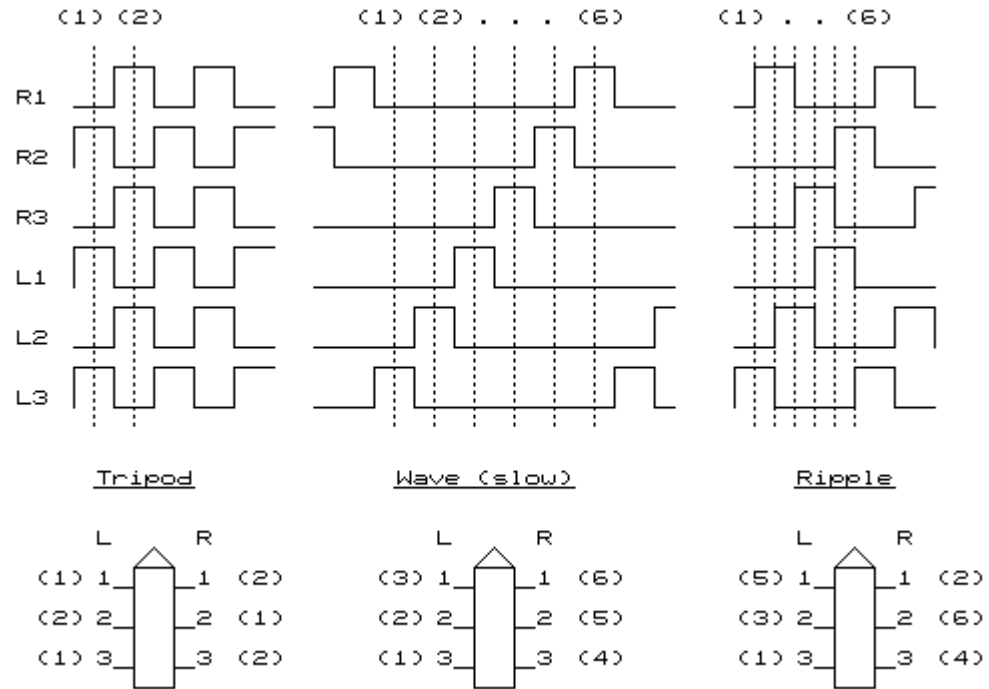 (1) (2) (1) (2) . . . (6) (1) . . (6)
R1
R2
R3
L1
L2
L3
Tripod Wave (slow) Ripple
L R L R L R
(1) 1 1 (2) (3) 1 1 (6) (5) 1 1 (2)
(2) 2 2 (1) (2) 2 2 (5) (3) 2 2 (6)
(1) 3 3 (2) (1) 3 3 (4) (1) 3 3 (4)